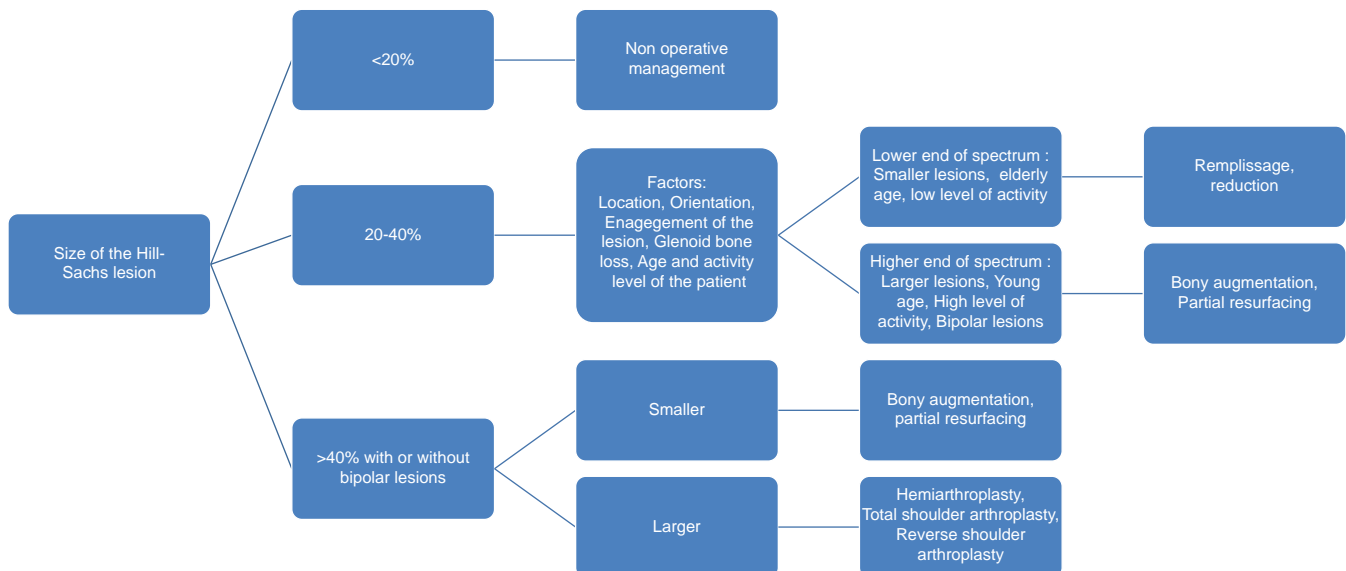 Size of the Hill-
Sachs lesion
<20%
Non operative
management
20-40%
Factors:
Location, Orientation,
Enagegement of the
lesion, Glenoid bone
loss, Age and activity
level of the patient
Lower end of spectrum :
Smaller lesions, elderly
age, low level of activity
Remplissage,
reduction
Higher end of spectrum :
Larger lesions, Young
age, High level of
activity, Bipolar lesions
Bony augmentation,
Partial resurfacing
>40% with or without
bipolar lesions
Smaller
Bony augmentation,
partial resurfacing
Larger
Hemiarthroplasty,
Total shoulder arthroplasty,
Reverse shoulder
arthroplasty